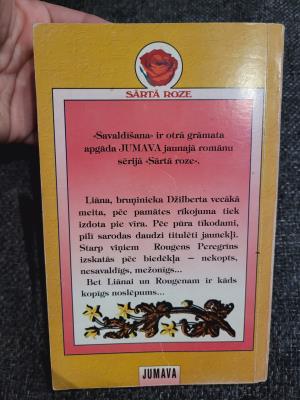 SĀRTĀ ROZE
«Savaldīšana» ir otrā grāmata
apgāda JUMAVA jaunajā romānu
sērijā «Sārtā roze».
Liāna, bruņinieka Džilberta vecākā
meita, pēc pamātes rīkojuma tiek
izdota pie vīra. Pēc pūra tīkodami,
pilī sarodas daudzi titulēti jaunekļi.
Starp viņiem Rougens Peregrīns
izskatās pēc biedēkļa — nekopts,
nesavaldīgs, mežonīgs...
Bet Liānai un Rougenam ir kāds
kopīgs noslēpums...
JUMAVA